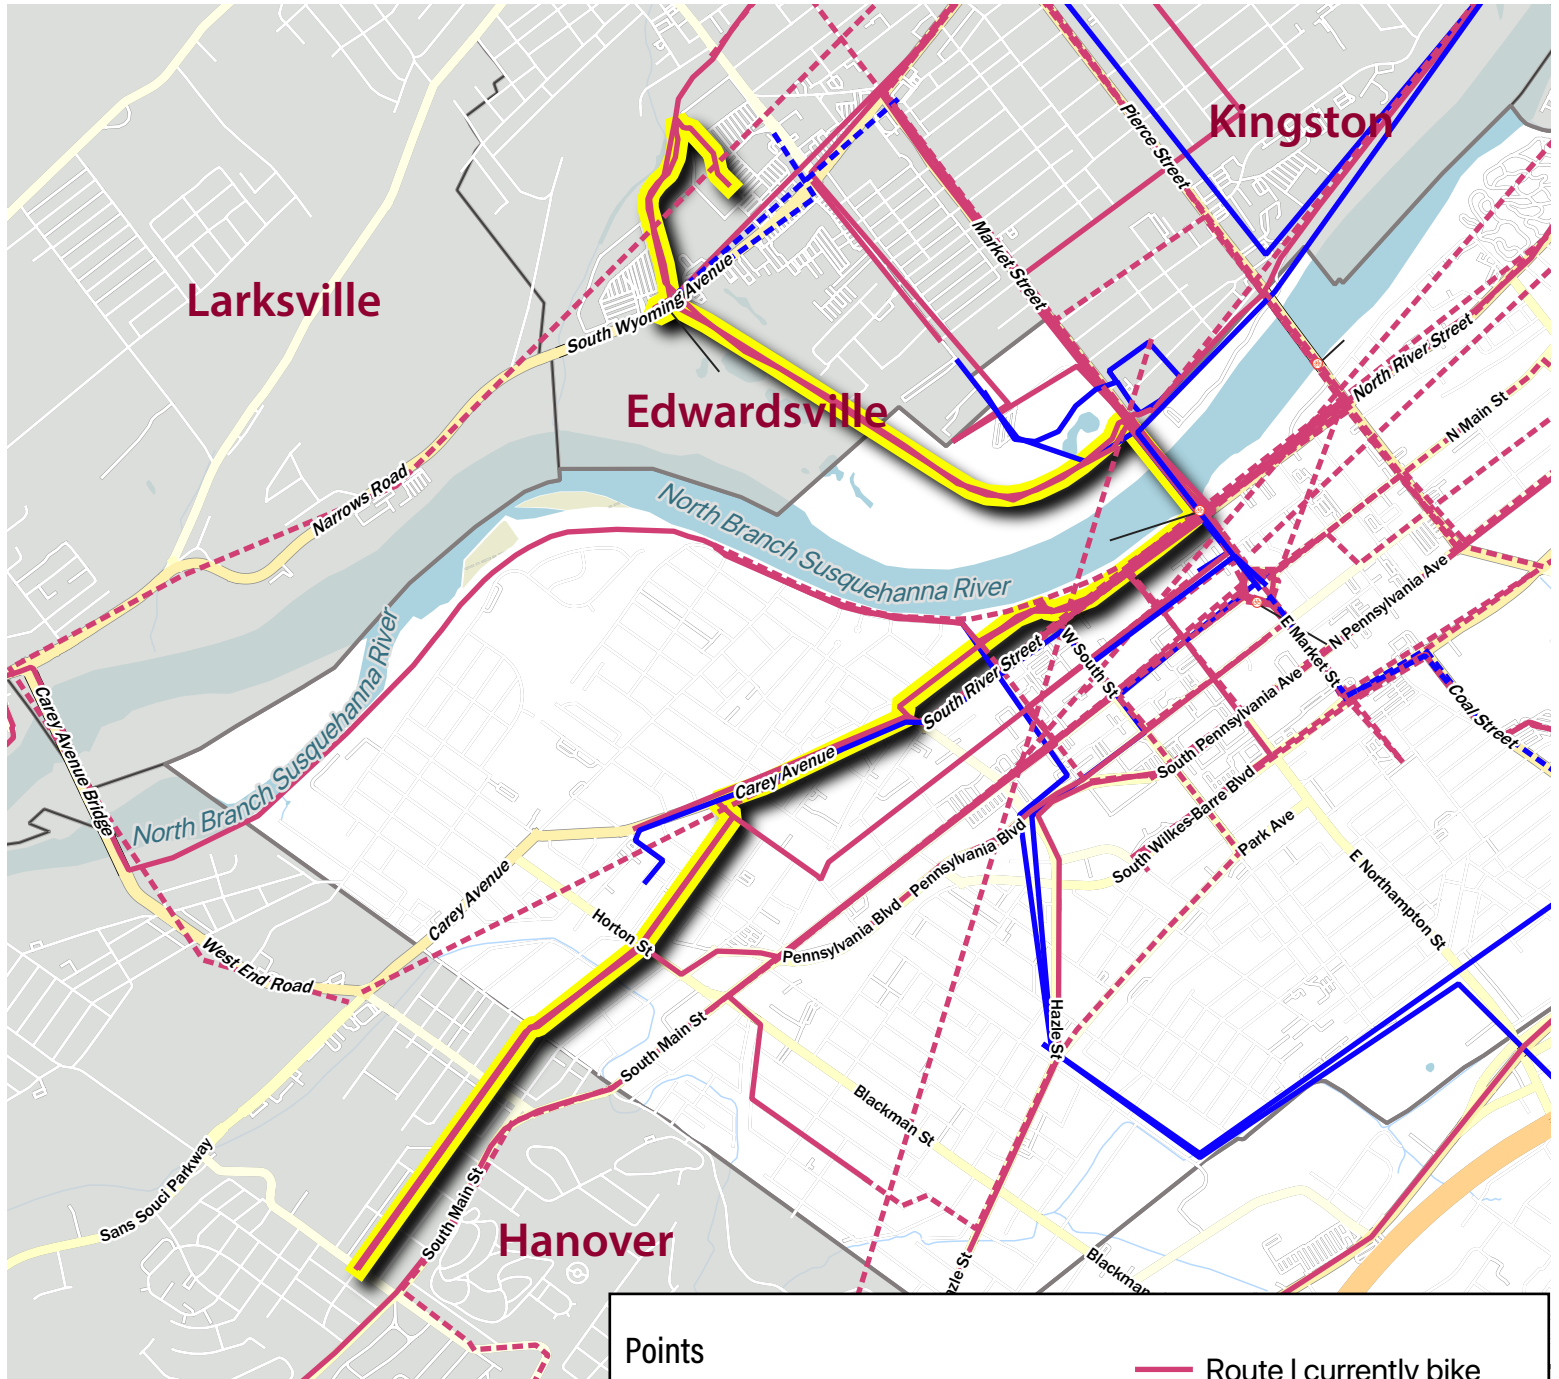 Kingston
Pierce Street
Market Street
Larksville
South Wyoming Avenue
Edwardsville
North River Street
N Main St
Narrows Road
North Branch Susquehanna River
N Pennsylvania Ave
E Market St
W South St
South River Street
South Pennsylvania Ave
Coal Street
Carey Avenue Bridge
North Branch Susquehanna River
Carey Avenue
South Wilkes-Barre Blvd
Park Ave
Pennsylvania Blvd
E Northampton St
Carey Avenue
Horton St
Pennsylvania Blvd
West End Road
Hazle St
South Main St
Blackman St
Sans Souci Parkway
South Main St
Hanover
zle St
Blackman
Points
Route I currently bike